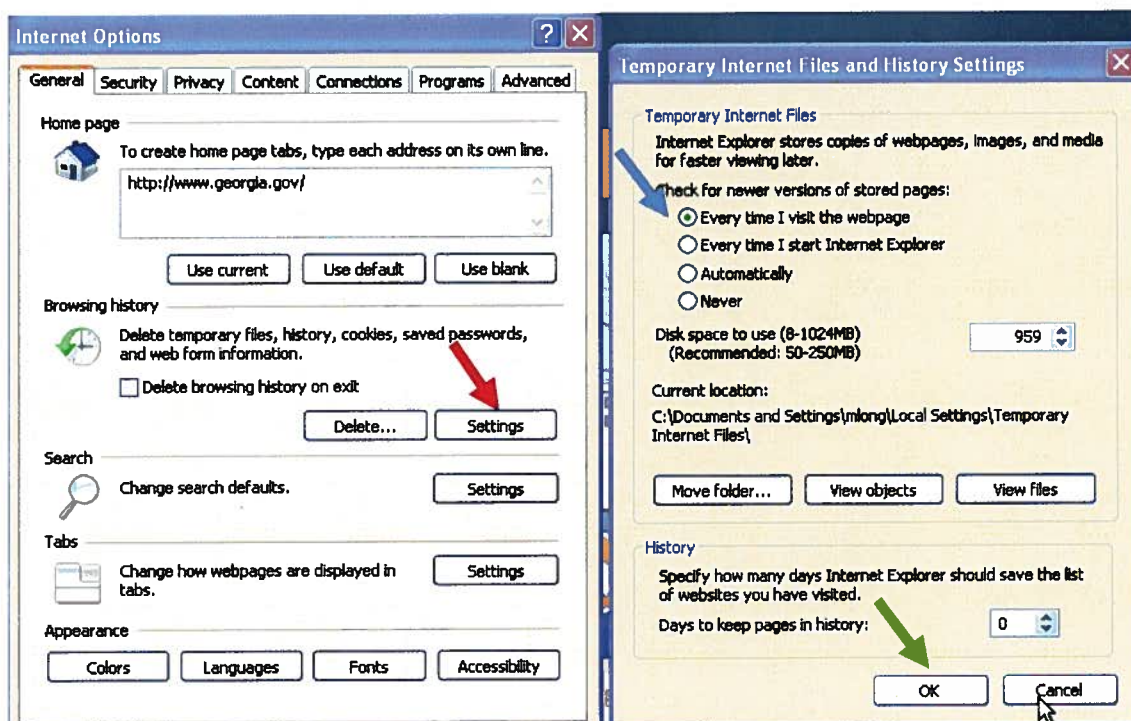 Internet Options
General Security Privacy Content Connections Programs Advanced
Home page
To create home page tabs, type each address on its own line.
http://www.georgia.gov/
Use current Use default Use blank
Browsing history
Delete temporary files, history, cookies, saved passwords,
and web form information.
Delete browsing history on exit
Delete... Settings
Search
Change search defaults. Settings
Tabs
Change how webpages are displayed in
tabs.
Settings
Appearance
Colors Languages Fonts Accessibility
Temporary Internet Files and History Settings
Temporary Internet Files
Internet Explorer stores copies of webpages, images, and media
for faster viewing later.
Check for newer versions of stored pages:
Every time I visit the webpage
Every time I start Internet Explorer
Automatically
Never
Disk space to use (8-1024MB)
(Recommended: 50-250MB)
959
Current location:
C:\Documents and Settings\mlong\Local Settings\Temporary
Internet Files\
Move folder... View objects View files
History
Specify how many days Internet Explorer should save the list
of websites you have visited.
Days to keep pages in history: 0
OK Cancel